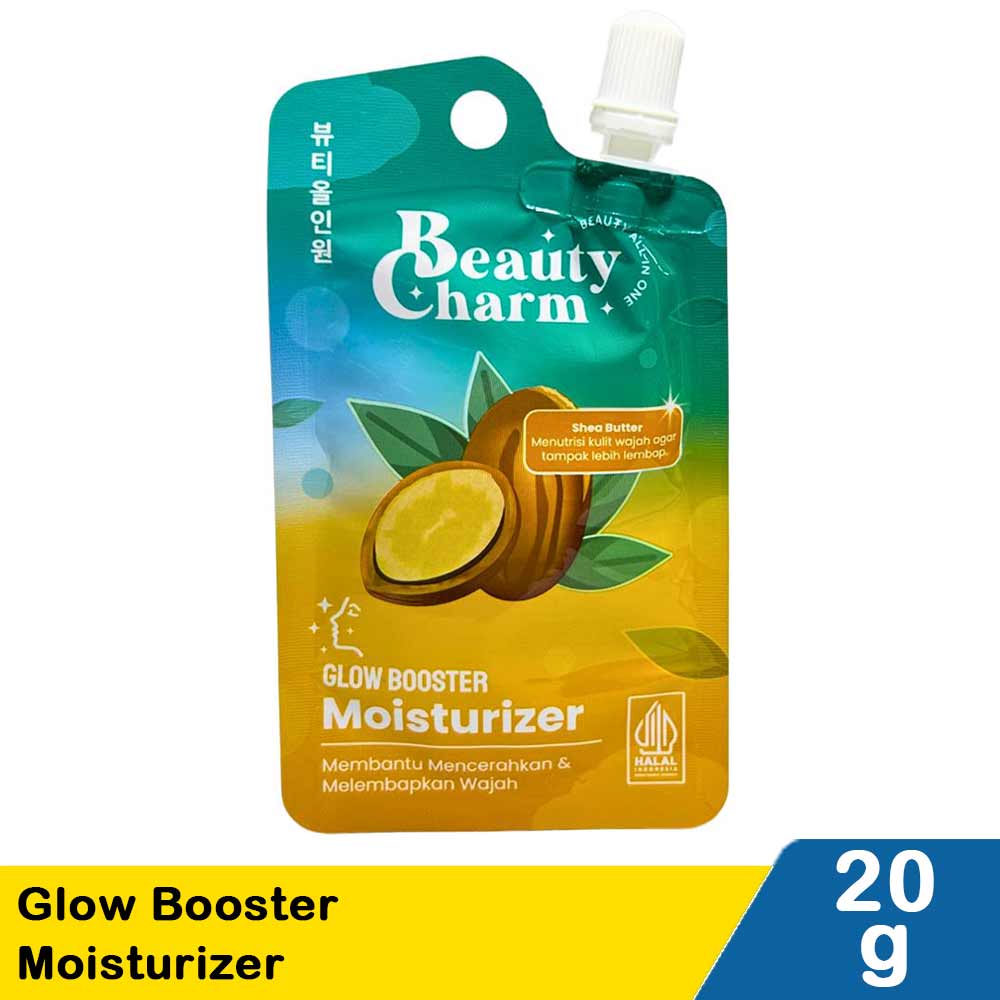 뷰티올인원
Beauty
Charm
BEAUTY ALL IN ONE
Shea Butter
Menutrisi kulit wajah agar
tampak lebih lembap.
GLOW BOOSTER
Moisturizer
Membantu Mencerahkan &
Melembapkan Wajah
HALAL
INDONESIA
Glow Booster
Moisturizer
20
g